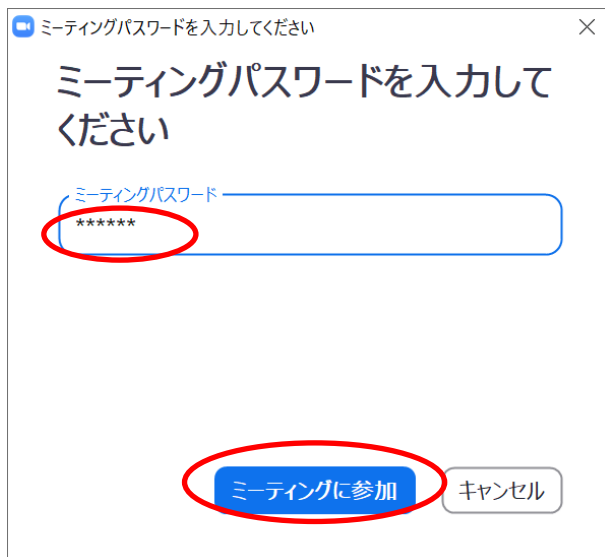 ミーティングパスワードを入力してください
ミーティングパスワードを入力して
ください
ミーティングパスワード
******
ミーティングに参加
キャンセル